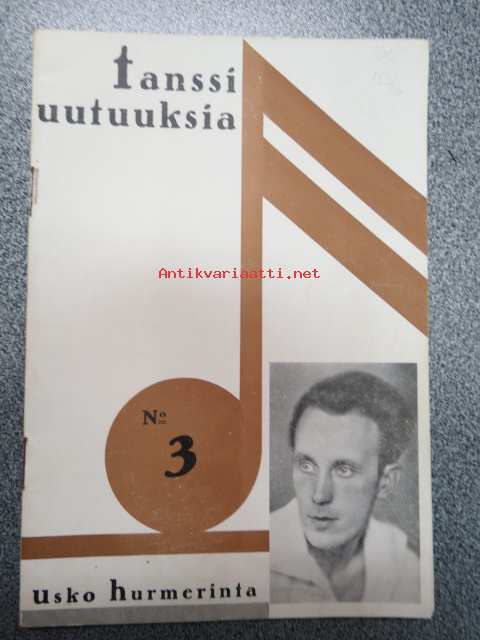 tanssi
uutuuksia
Antikvariaatti.net
Nº
3
usko hurmerinta